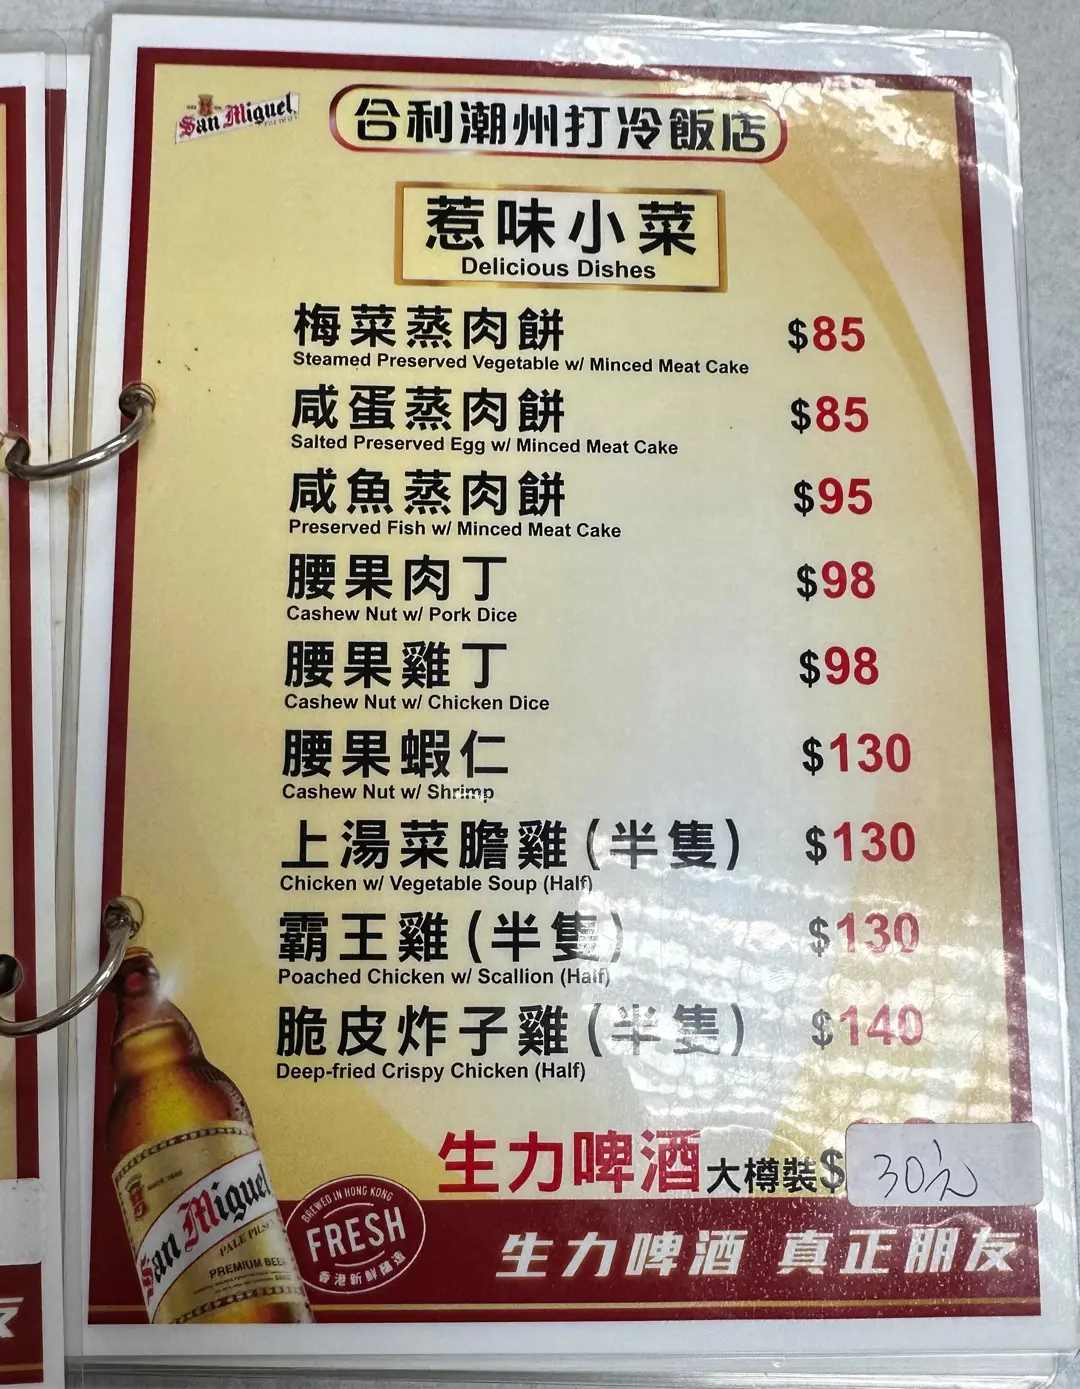 San Miguel
合利潮州打冷飯店
惹味小菜
Delicious Dishes
梅菜蒸肉餅 $85
Steamed Preserved Vegetable w/ Minced Meat Cake
咸蛋蒸肉餅 $85
Salted Preserved Egg w/ Minced Meat Cake
咸魚蒸肉餅 $95
Preserved Fish w/ Minced Meat Cake
腰果肉丁 $98
Cashew Nut w/ Pork Dice
腰果雞丁 $98
Cashew Nut w/ Chicken Dice
腰果蝦仁 $130
Cashew Nut w/ Shrimp
上湯菜膽雞(半隻) $130
Chicken w/ Vegetable Soup (Half)
霸王雞(半隻) $130
Poached Chicken w/ Scallion (Half)
脆皮炸子雞(半隻) $140
Deep-fried Crispy Chicken (Half)
生力啤酒大樽裝$ 30元
San Miguel
PALE PILSEN
PREMIUM BEER
BREWED IN HONG KONG
FRESH
香港新鮮釀造
生力啤酒 真正朋友
友